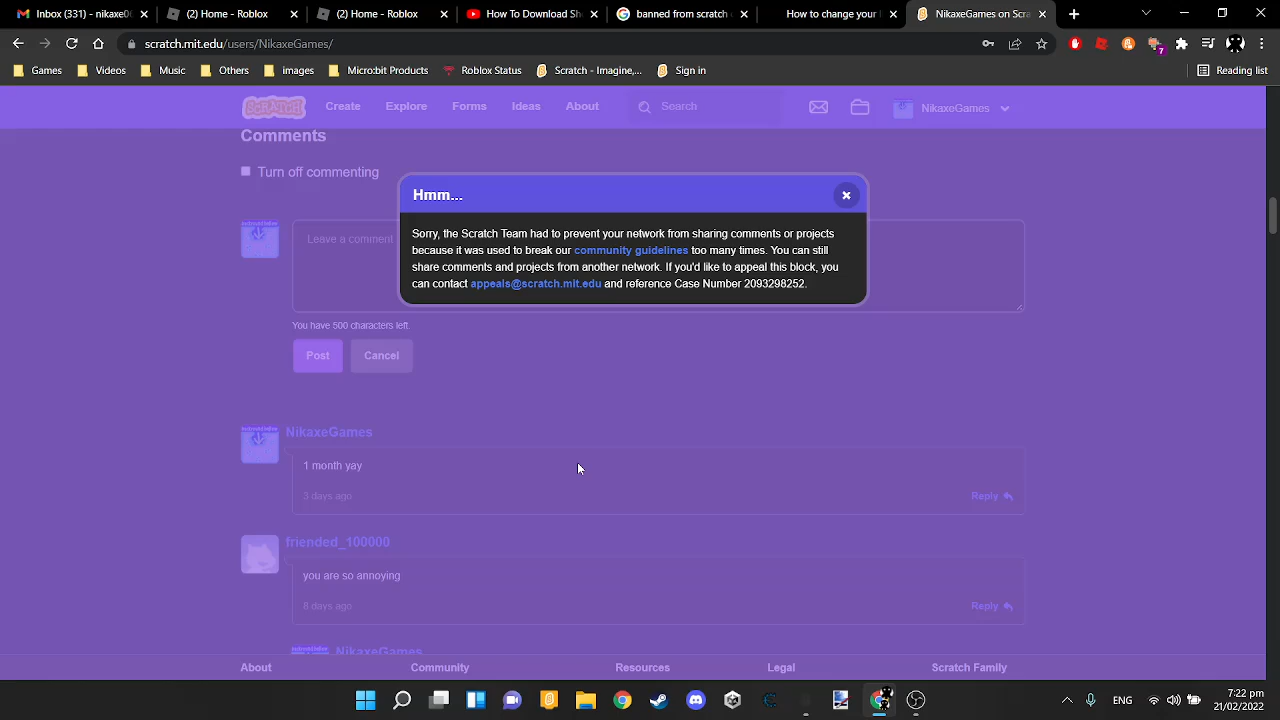 Inbox (331) - nikaxe0
(2) Home - Roblox
(2) Home - Roblox
How To Download Sh
banned from scratch
How to change your
NikaxeGames on Scr
scratch.mit.edu/users/NikaxeGames/
7
Games
Videos
Music
Others
images
Microbit Products
Roblox Status
Scratch - Imagine,...
Sign in
Reading list
SCRATCH
Create
Explore
Forms
Ideas
About
Search
NikaxeGames
Comments
Turn off commenting
Hmm...
Sorry, the Scratch Team had to prevent your network from sharing comments or projects
because it was used to break our community guidelines too many times. You can still
share comments and projects from another network. If you'd like to appeal this block, you
can contact appeals@scratch.mit.edu and reference Case Number 2093298252.
Leave a comment
You have 500 characters left.
Post
Cancel
NikaxeGames
1 month yay
3 days ago
Reply
friended_100000
you are so annoying
Reply
NikaxeGames
About
Community
Resources
Legal
Scratch Family
ENG
7:22 pm
21/02/2022